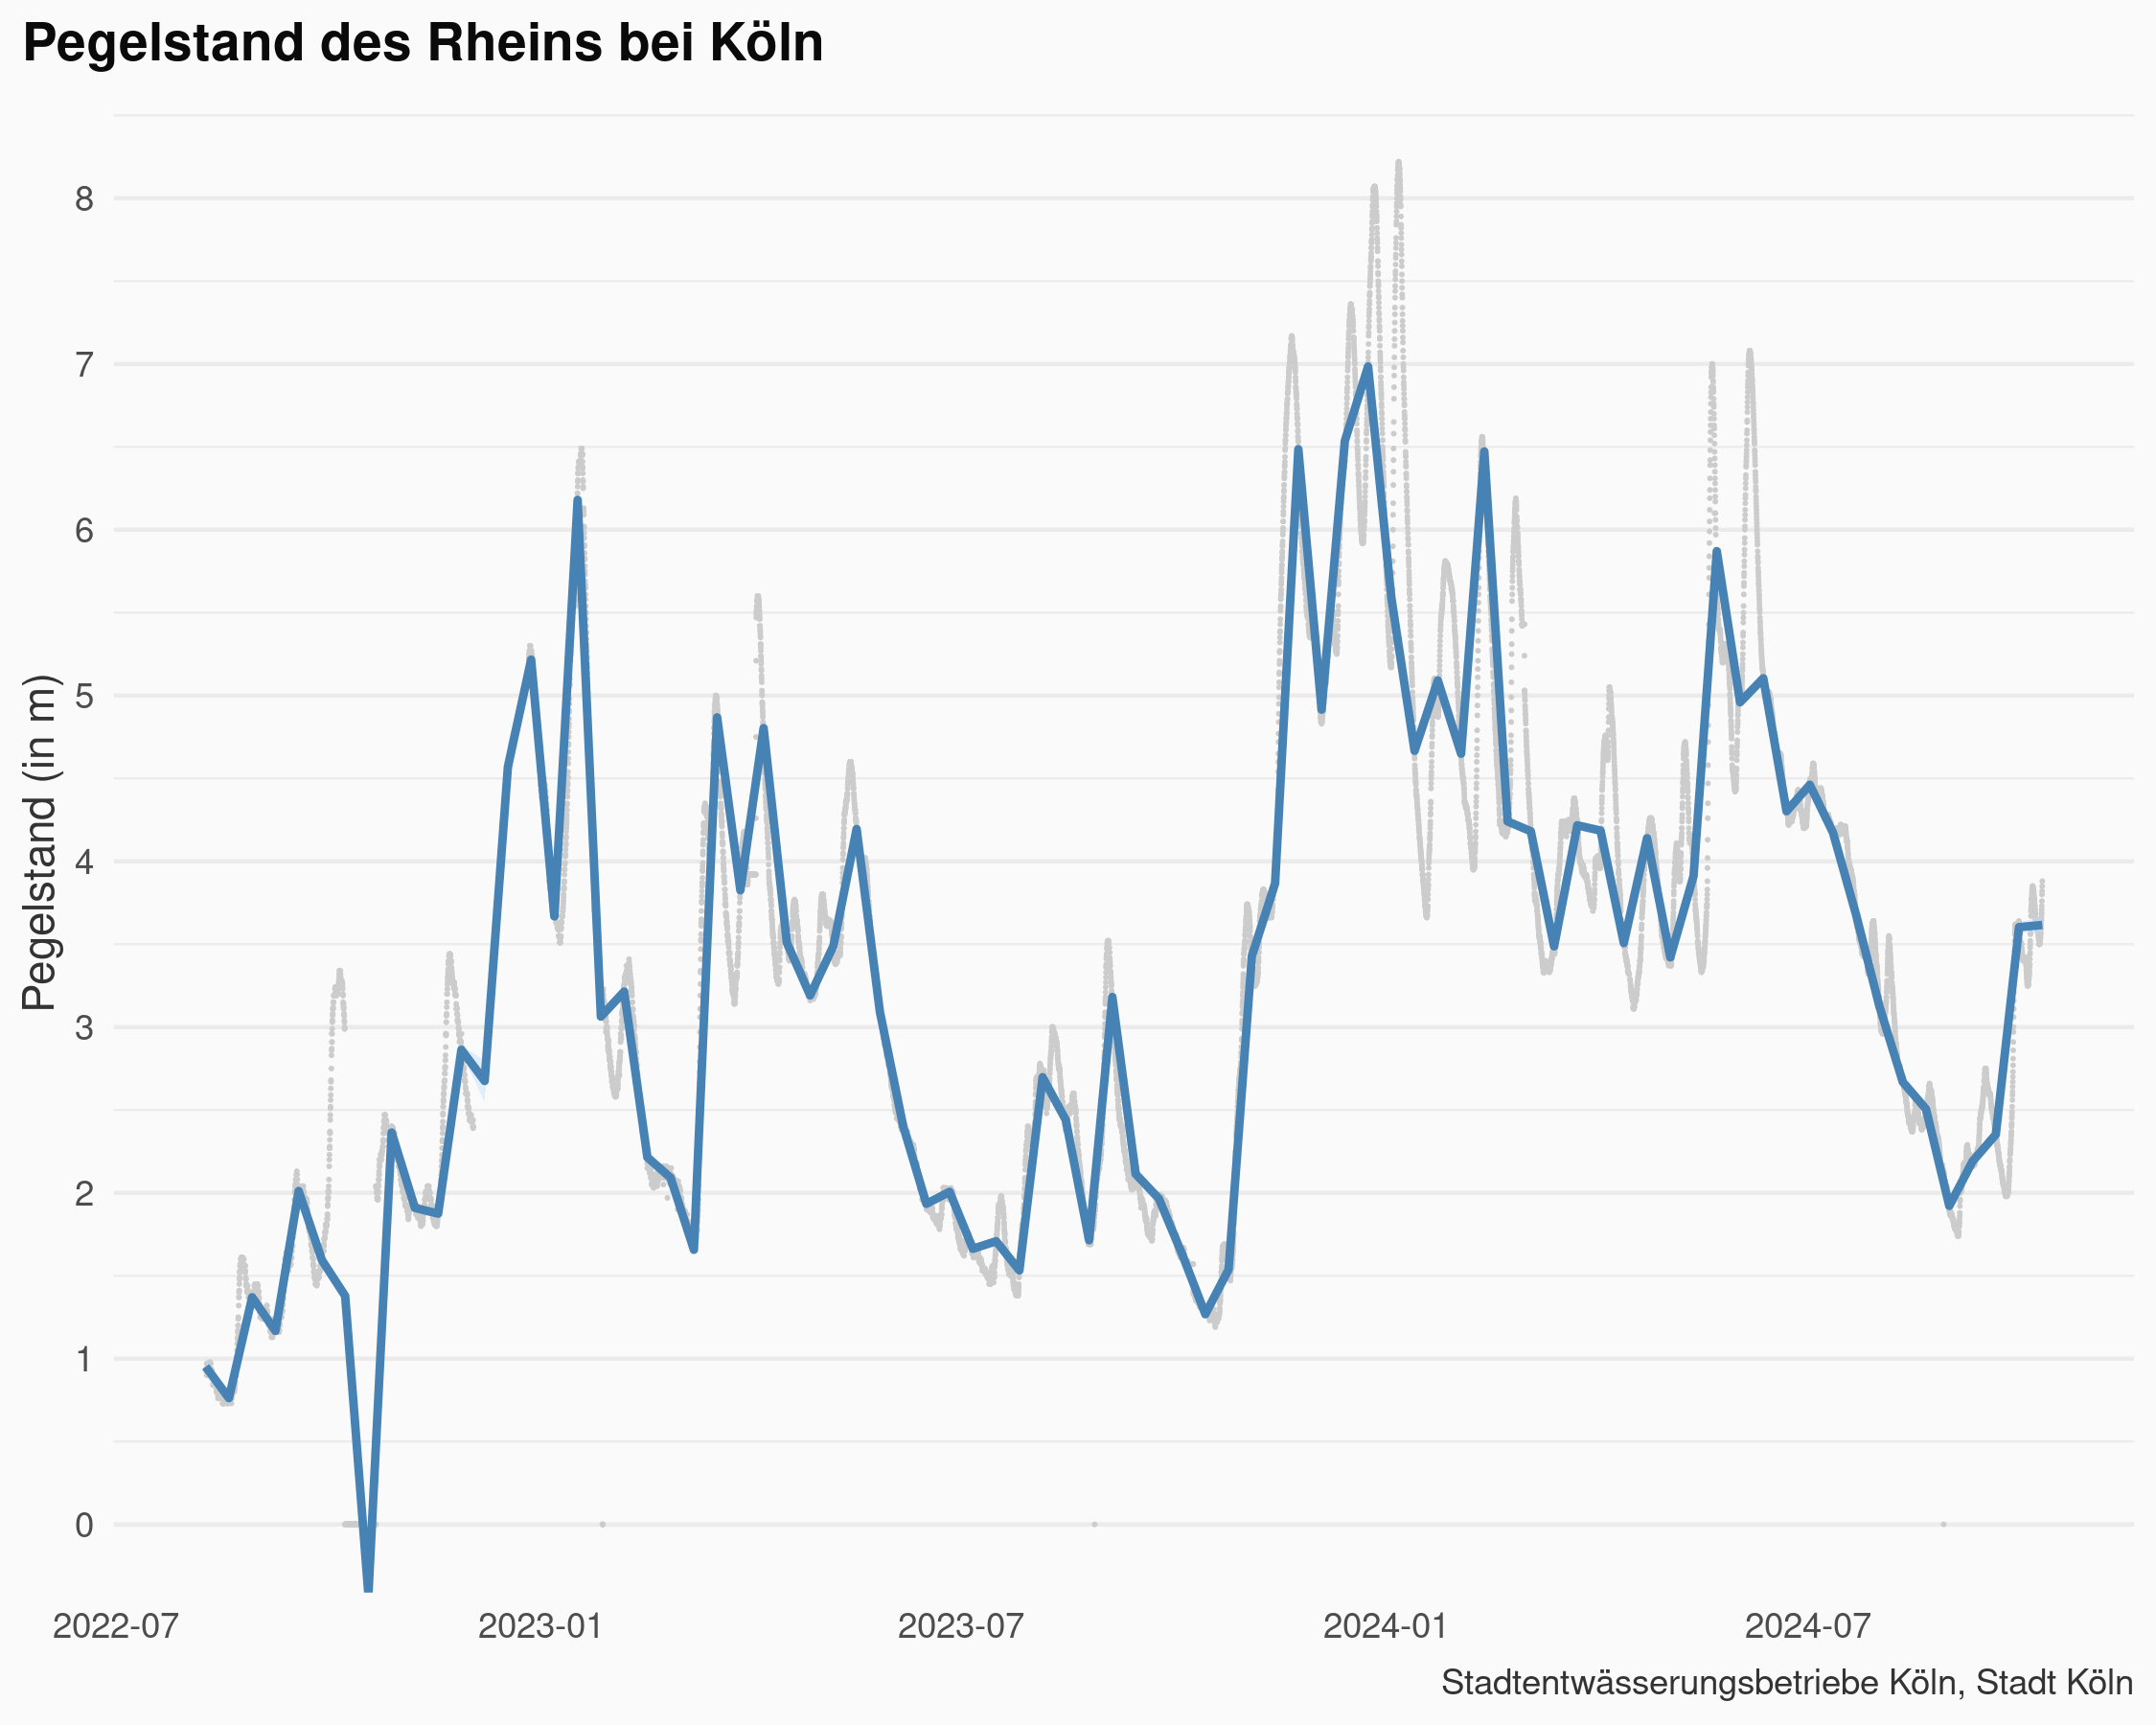 Pegelstand des Rheins bei Köln
Pegelstand (in m)
8
7
6
5
4
3
2
1
0
2022-07 2023-01 2023-07 2024-01 2024-07
Stadtentwässerungsbetriebe Köln, Stadt Köln